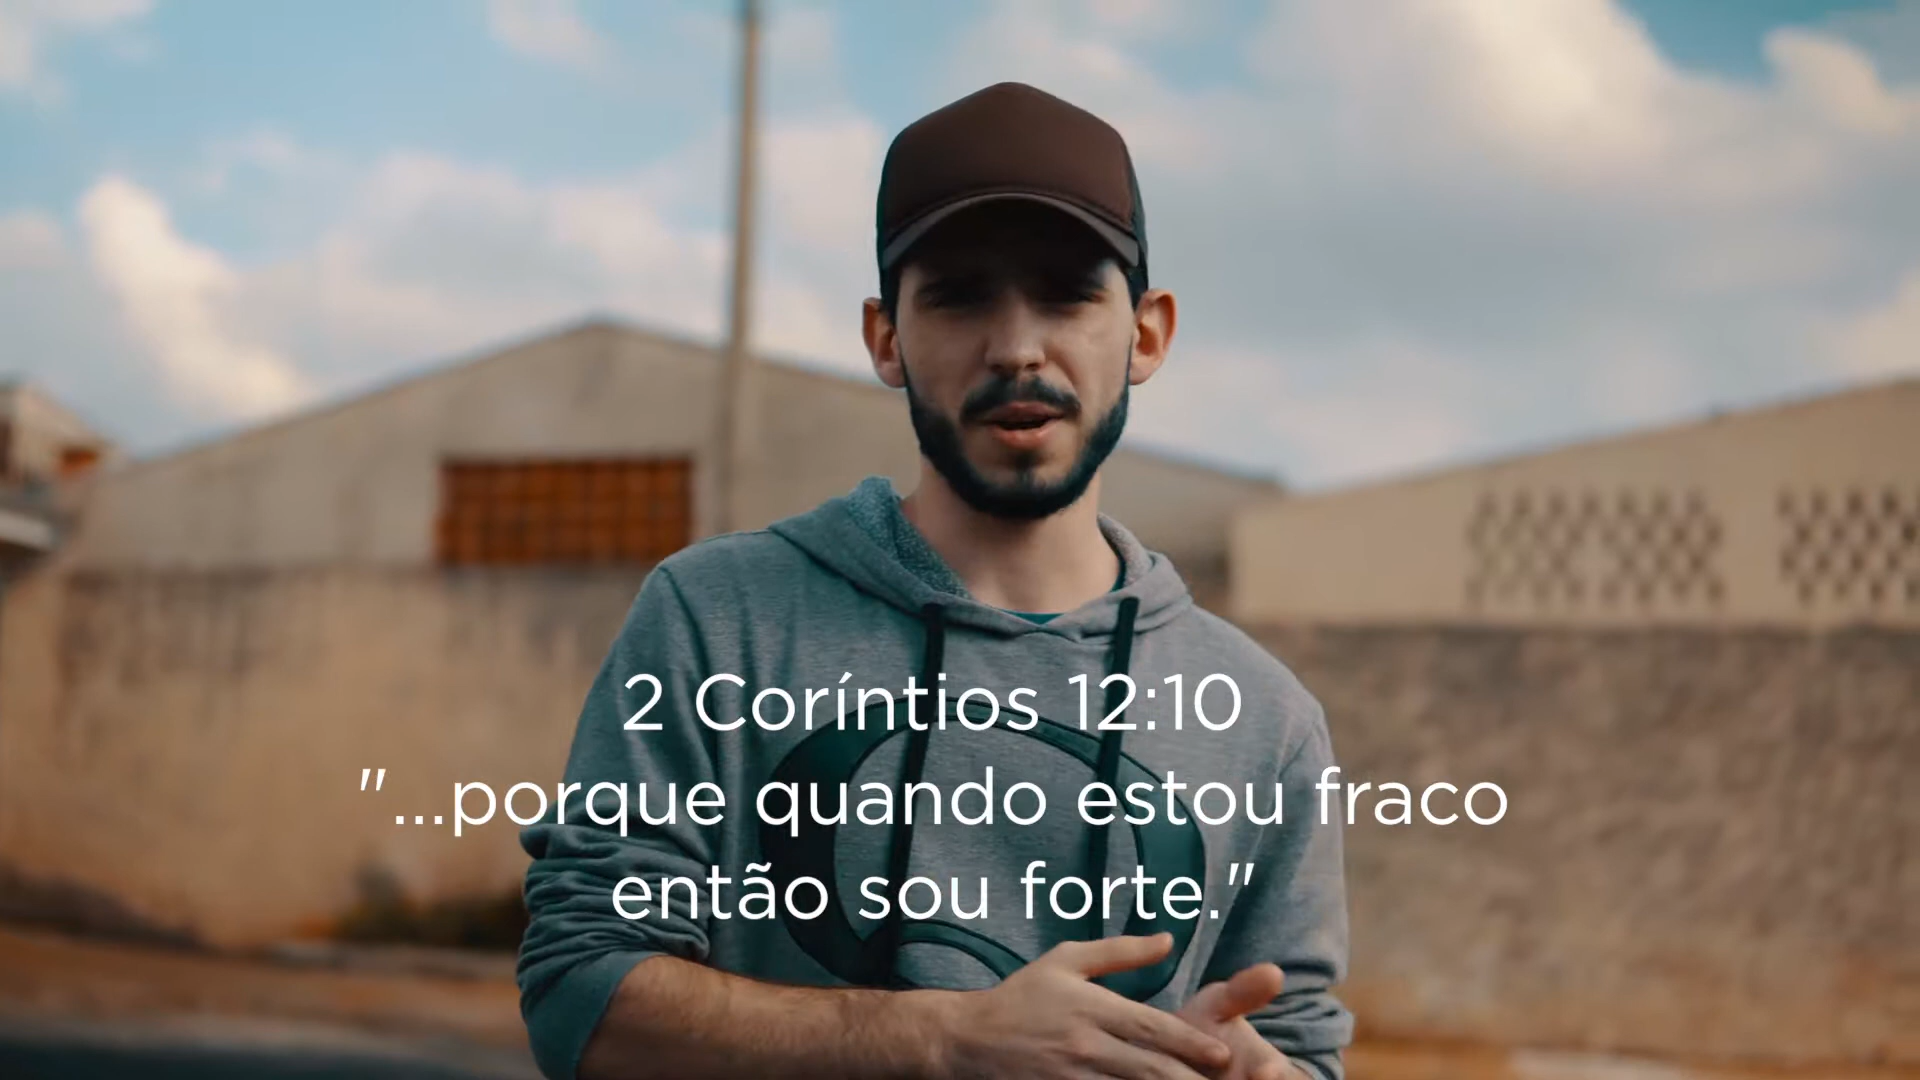 2 Coríntios 12:10
"...porque quando estou fraco
então sou forte."